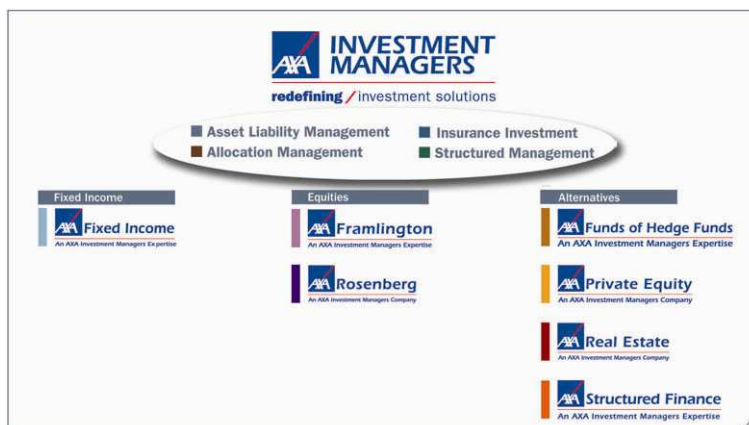 AXA INVESTMENT
MANAGERS
redefining / investment solutions
Asset Liability Management
Insurance Investment
Allocation Management
Structured Management
Fixed Income
AXA Fixed Income
An AXA Investment Managers Expertise
Equities
AXA Framlington
An AXA Investment Managers Expertise
AXA Rosenberg
An AXA Investment Managers Company
Alternatives
AXA Funds of Hedge Funds
An AXA Investment Managers Expertise
AXA Private Equity
An AXA Investment Managers Company
AXA Real Estate
An AXA Investment Managers Company
AXA Structured Finance
An AXA Investment Managers Expertise